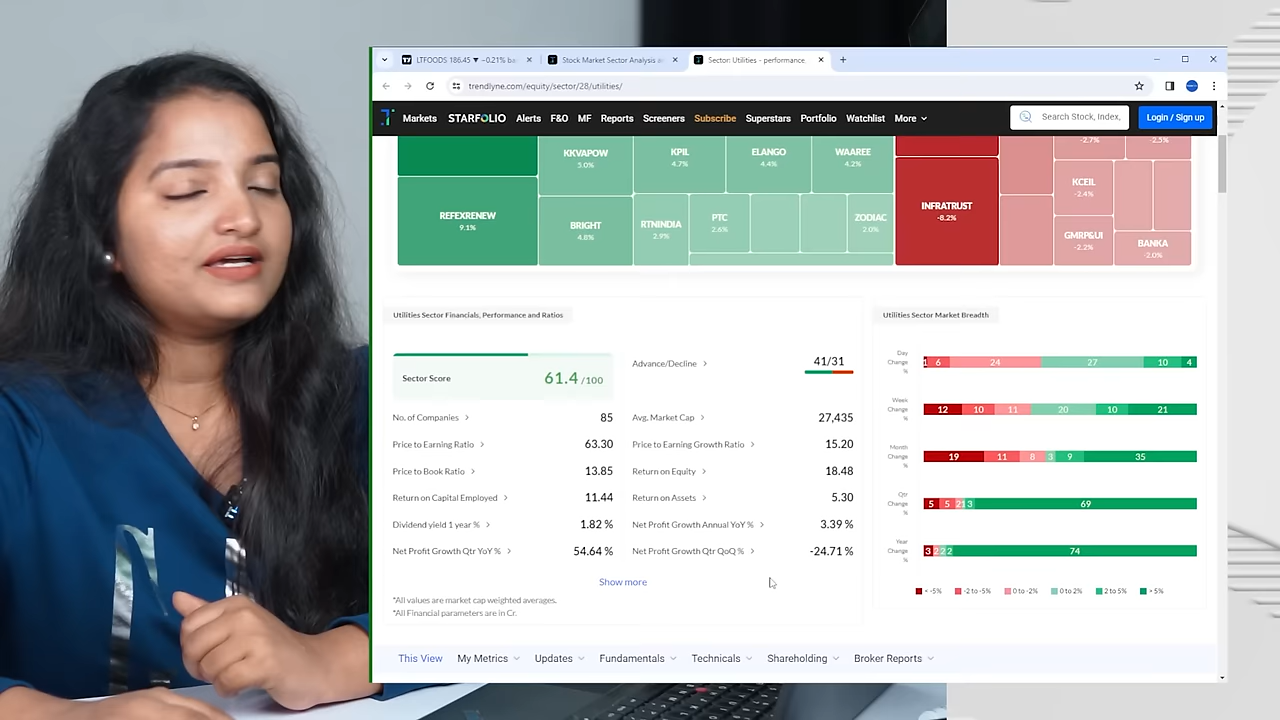 LTFOODS 186.45 ▼ −0.21%
Stock Market Sector Analysis
Sector: Utilities - performance
trendlyne.com/equity/sector/28/utilities/
Markets STARFOLIO Alerts F&O MF Reports Screeners Subscribe Superstars Portfolio Watchlist More
Search Stock, Index,
Login / Sign up
KKVAPOW
5.0%
KPIL
4.7%
ELANGO
4.4%
WAAREE
4.2%
-2.7%
-2.5%
REFEXRENEW
9.1%
BRIGHT
4.8%
RTNINDIA
2.9%
PTC
2.6%
ZODIAC
2.0%
INFRATRUST
-8.2%
KCEIL
-2.4%
GMRP&UI
-2.2%
BANKA
-2.0%
Utilities Sector Financials, Performance and Ratios
Sector Score 61.4 /100
Advance/Decline 41/31
No. of Companies 85
Avg. Market Cap 27,435
Price to Earning Ratio 63.30
Price to Earning Growth Ratio 15.20
Price to Book Ratio 13.85
Return on Equity 18.48
Return on Capital Employed 11.44
Return on Assets 5.30
Dividend yield 1 year % 1.82 %
Net Profit Growth Annual YoY % 3.39 %
Net Profit Growth Qtr YoY % 54.64 %
Net Profit Growth Qtr QoQ % -24.71 %
Show more
*All values are market cap weighted averages.
*All Financial parameters are in Cr.
Utilities Sector Market Breadth
Day Change % 1 6 24 27 10 4
Week Change % 12 10 11 20 10 21
Month Change % 19 11 8 3 9 35
Qtr Change % 5 5 2 1 3 69
Year Change % 3 2 2 2 2 74
< -5% -2 to -5% 0 to -2% 0 to 2% 2 to 5% > 5%
This View My Metrics Updates Fundamentals Technicals Shareholding Broker Reports